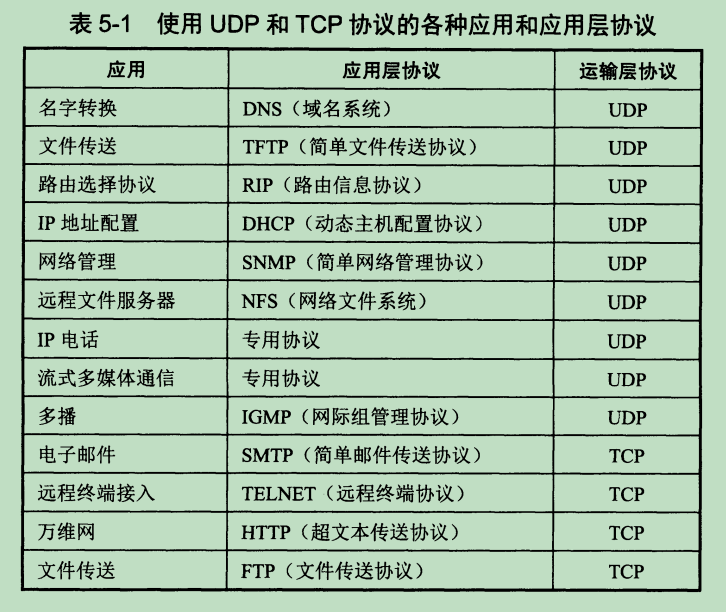 表 5-1 使用 UDP 和 TCP 协议的各种应用和应用层协议
应用 应用层协议 运输层协议
名字转换 DNS（域名系统） UDP
文件传送 TFTP（简单文件传送协议） UDP
路由选择协议 RIP（路由信息协议） UDP
IP 地址配置 DHCP（动态主机配置协议） UDP
网络管理 SNMP（简单网络管理协议） UDP
远程文件服务器 NFS（网络文件系统） UDP
IP 电话 专用协议 UDP
流式多媒体通信 专用协议 UDP
多播 IGMP（网际组管理协议） UDP
电子邮件 SMTP（简单邮件传送协议） TCP
远程终端接入 TELNET（远程终端协议） TCP
万维网 HTTP（超文本传送协议） TCP
文件传送 FTP（文件传送协议） TCP